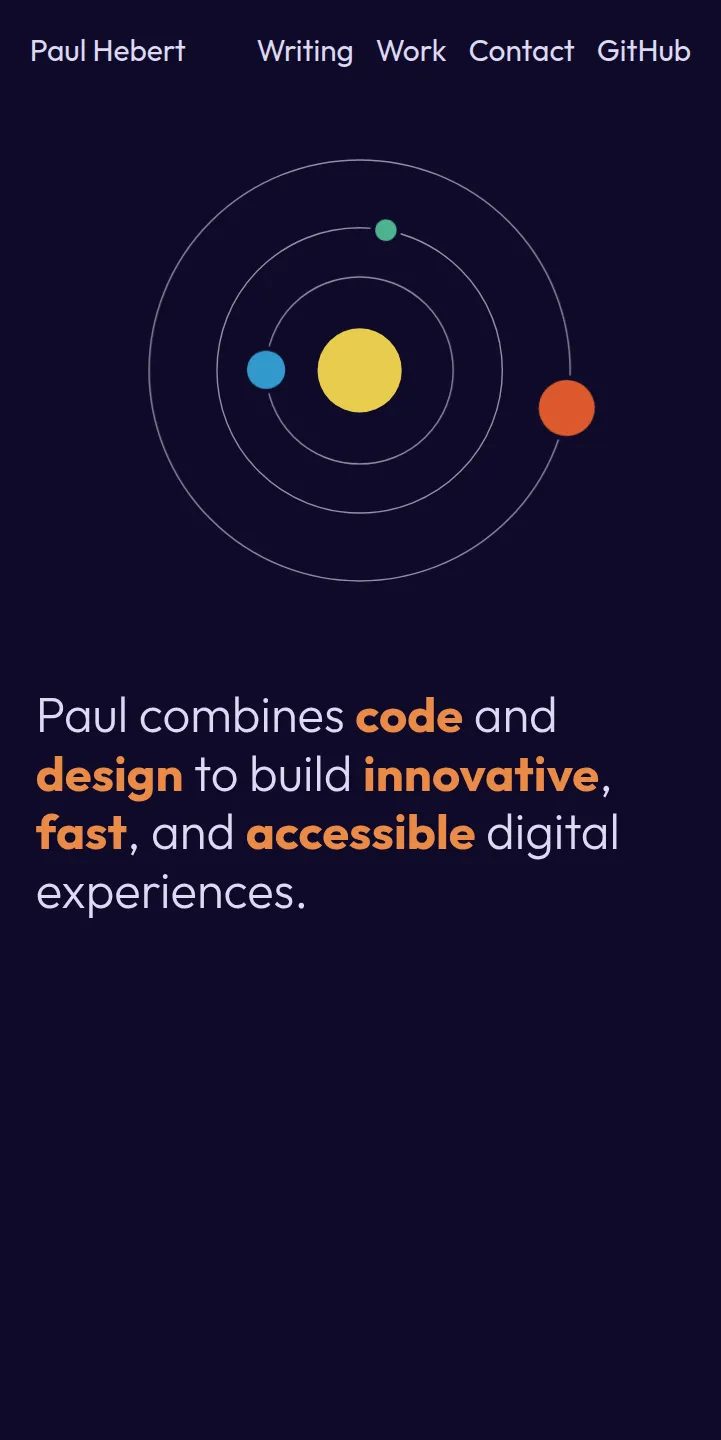 Paul Hebert Writing Work Contact GitHub
Paul combines code and
design to build innovative,
fast, and accessible digital
experiences.